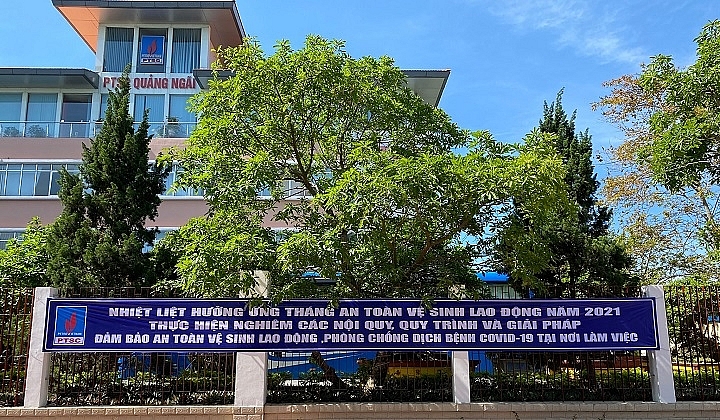 PTSC
PTSC QUẢNG NGÃI
NHIỆT LIỆT HƯỞNG ỨNG THÁNG AN TOÀN VỆ SINH LAO ĐỘNG NĂM 2021
THỰC HIỆN NGHIÊM CÁC NỘI QUY, QUY TRÌNH VÀ GIẢI PHÁP
ĐẢM BẢO AN TOÀN VỆ SINH LAO ĐỘNG .PHÒNG CHỐNG DỊCH BỆNH COVID-19 TẠI NƠI LÀM VIỆC
PTSC